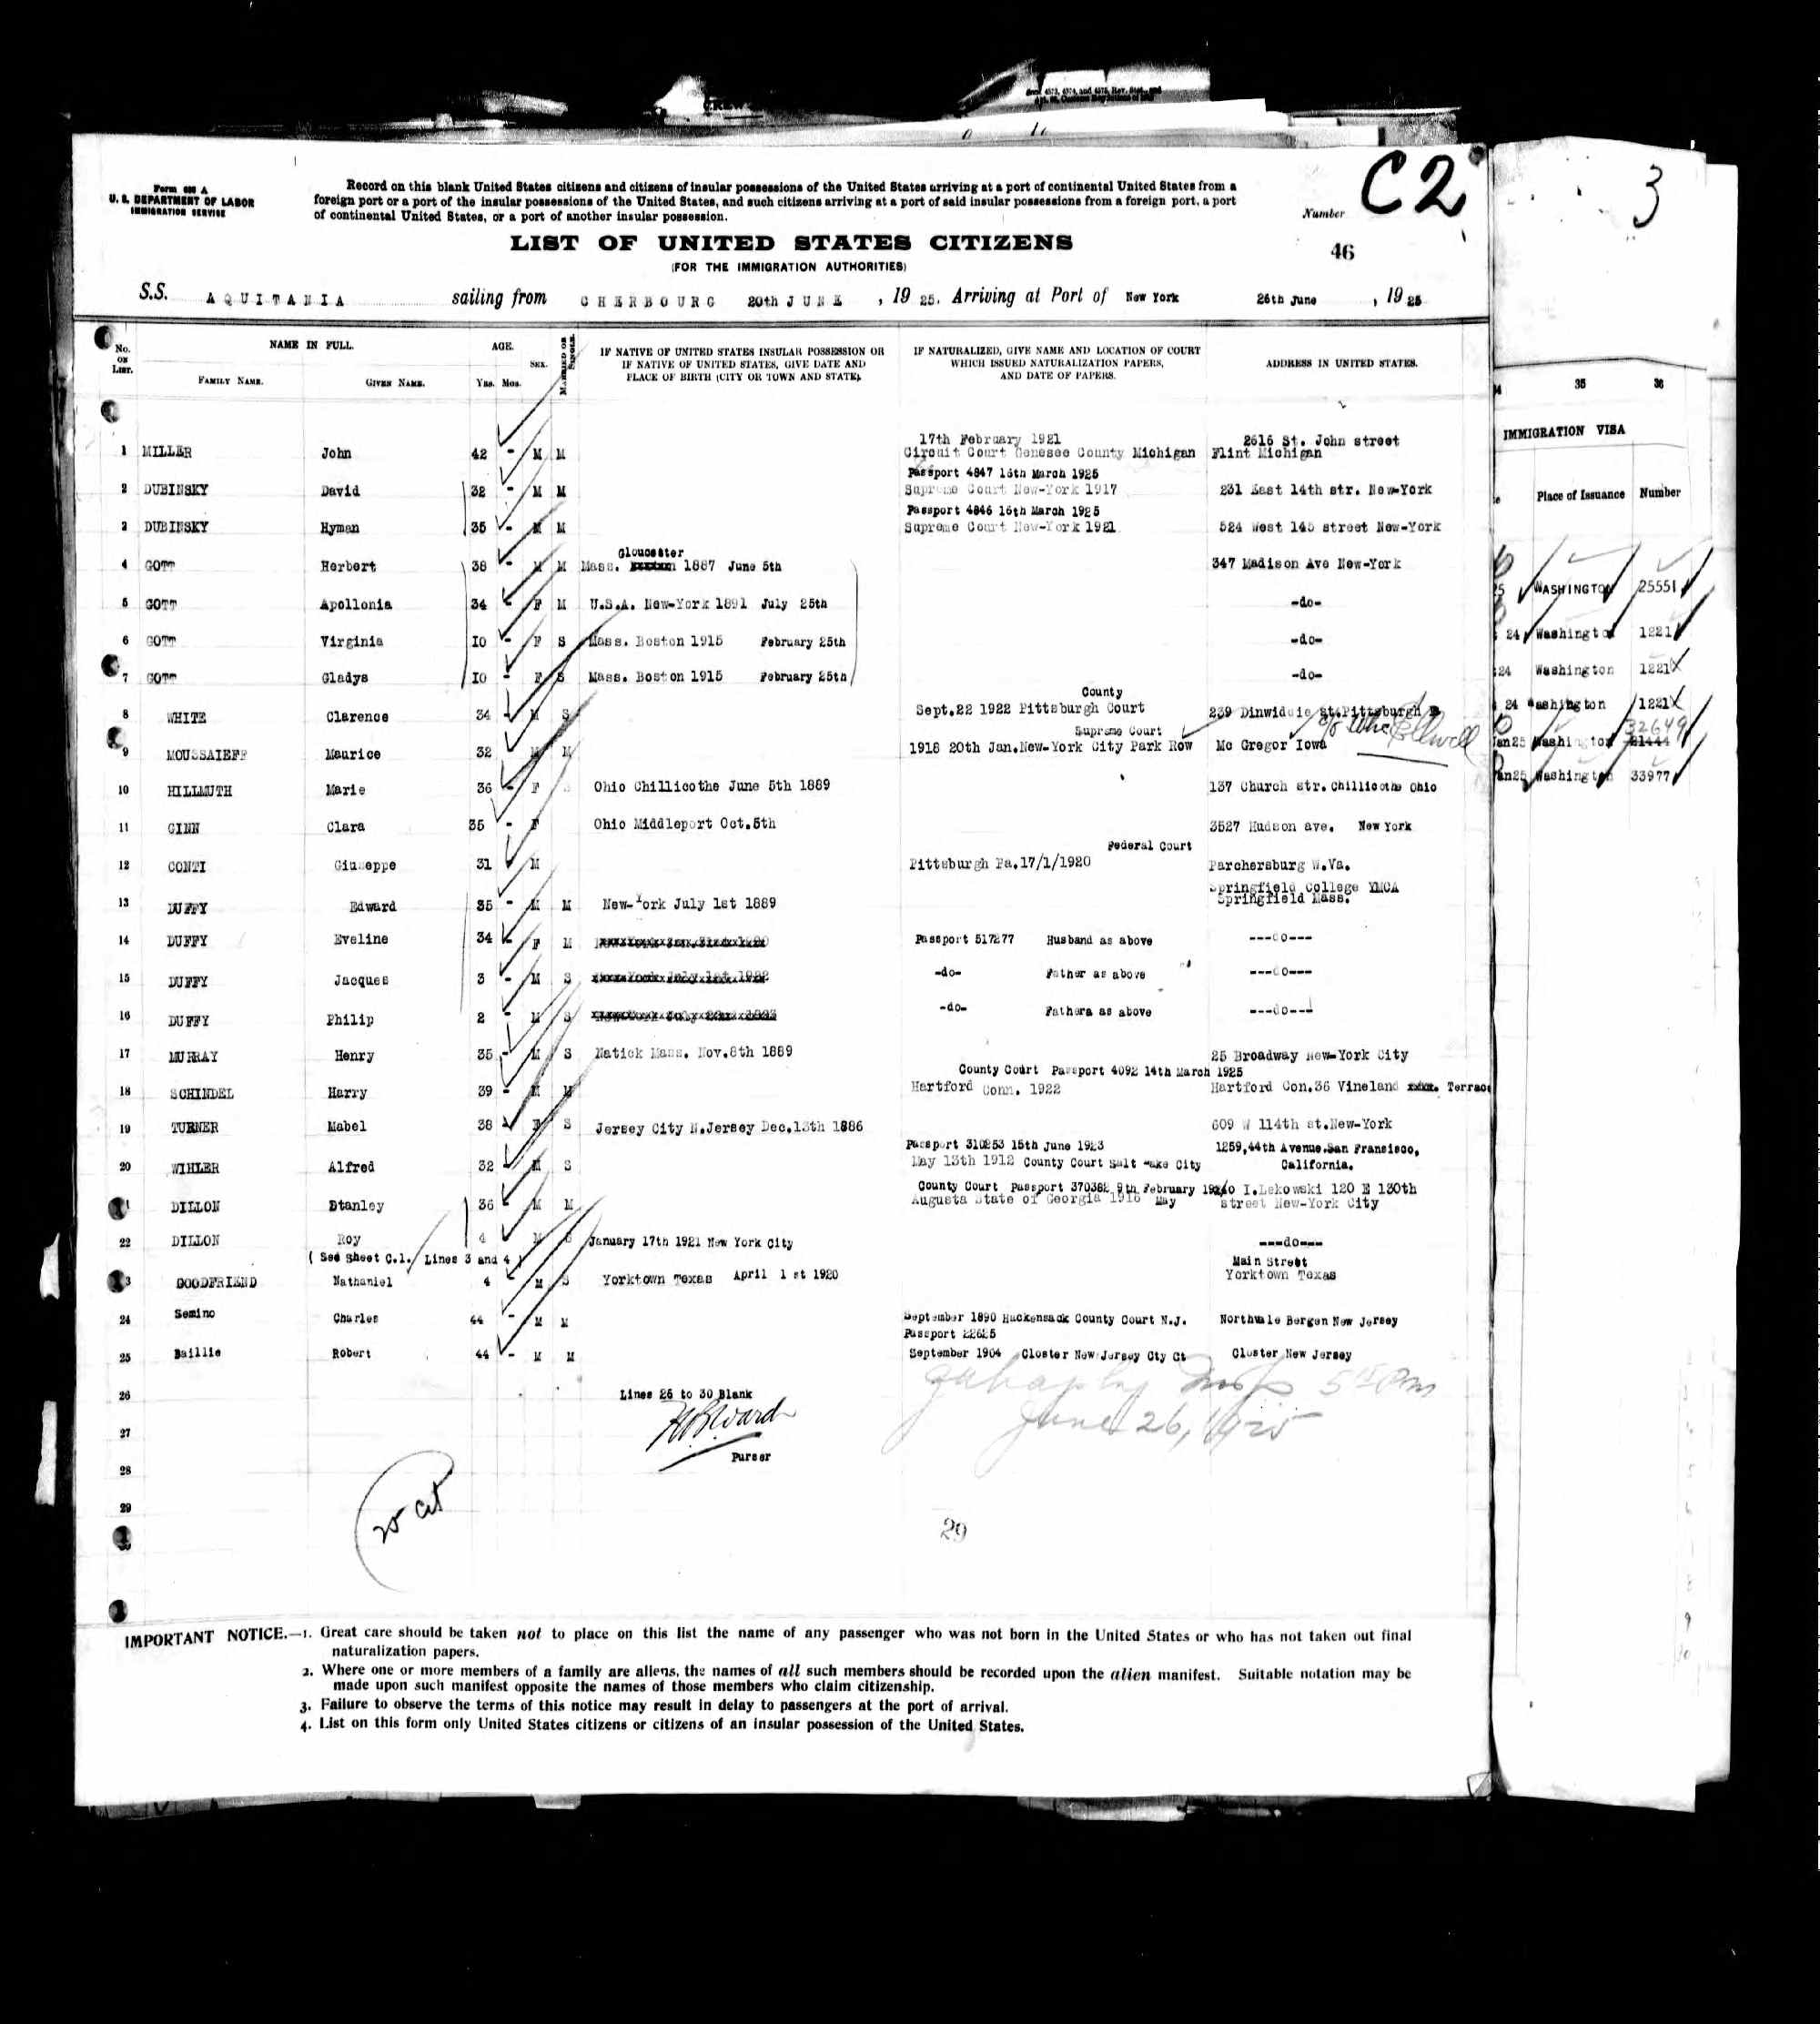 Secs. 4373, 4374, and 4375, Rev. Stat., and
C2
3
Form 630 A
U. S. DEPARTMENT OF LABOR
IMMIGRATION SERVICE
Record on this blank United States citizens and citizens of insular possessions of the United States arriving at a port of continental United States from a
foreign port or a port of the insular possessions of the United States, and such citizens arriving at a port of said insular possessions from a foreign port, a port
of continental United States, or a port of another insular possession.
Number
46
LIST OF UNITED STATES CITIZENS
(FOR THE IMMIGRATION AUTHORITIES)
S.S. AQUITANIA sailing from CHERBOURG 20th JUNE , 19 25. Arriving at Port of New York 26th June , 19 25
No. on List.
NAME IN FULL.
Family Name. Given Name.
AGE.
Yrs. Mos.
Sex.
Married or Single.
IF NATIVE OF UNITED STATES INSULAR POSSESSION OR
IF NATIVE OF UNITED STATES, GIVE DATE AND
PLACE OF BIRTH (CITY OR TOWN AND STATE).
IF NATURALIZED, GIVE NAME AND LOCATION OF COURT
WHICH ISSUED NATURALIZATION PAPERS,
AND DATE OF PAPERS.
ADDRESS IN UNITED STATES.
35 36
IMMIGRATION VISA
Place of Issuance Number
17th February 1921 2616 St. John street
1 MILLER John 42 - M M Circuit Court Genesee County Michigan Flint Michigan
Passport 4847 16th March 1925
2 DUBINSKY David 32 - M M Supreme Court New-York 1917 231 East 14th str. New-York
Passport 4846 16th March 1925
3 DUBINSKY Hyman 35 - M M Supreme Court New-York 1921 524 West 145 street New-York
Gloucester
4 GOTT Herbert 38 - M M Mass. 1887 June 5th 347 Madison Ave New-York
5 GOTT Apollonia 34 - F M U.S.A. New-York 1891 July 25th -do-
6 GOTT Virginia 10 - F S Mass. Boston 1915 February 25th -do-
7 GOTT Gladys 10 - F S Mass. Boston 1915 February 25th -do-
County
8 WHITE Clarence 34 - M S Sept.22 1922 Pittsburgh Court 239 Dinwiddie St.Pittsburgh
Supreme Court
9 MOUSSAIEFF Maurice 32 M M 1918 20th Jan.New-York City Park Row Mc Gregor Iowa
10 HILLMUTH Marie 36 - F S Ohio Chillicothe June 5th 1889 137 Church str.Chillicothe Ohio
11 GINN Clara 35 - F Ohio Middleport Oct.5th 3527 Hudson ave. New York
Federal Court
12 CONTI Giuseppe 31 M Pittsburgh Pa.17/1/1920 Parchersburg W.Va.
Springfield College YMCA
13 DUFFY Edward 35 - M M New-York July 1st 1889 Springfield Mass.
14 DUFFY Eveline 34 - F M Passport 517277 Husband as above ---do---
15 DUFFY Jacques 3 - M S -do- Father as above ---do---
16 DUFFY Philip 2 - M S -do- Fathera as above ---do---
17 MURRAY Henry 35 - M S Natick Mass. Nov.8th 1889 25 Broadway New-York City
County Court Passport 4092 14th March 1925
18 SCHINDEL Harry 39 - M M Hartford Conn. 1922 Hartford Con.36 Vineland Terrace
19 TURNER Mabel 38 F S Jersey City N.Jersey Dec.13th 1886 609 W 114th st.New-York
Passport 310253 15th June 1923 1259,44th Avenue.San Fransisco,
20 WIHLER Alfred 32 M S May 13th 1912 County Court Salt Lake City California.
County Court Passport 370382 9th February 192 c/o I.Lekowski 120 E 130th
21 DILLON Stanley 36 M M Augusta State of Georgia 1918 May street New-York City
22 DILLON Roy 4 M S January 17th 1921 New York City ---do---
( See Sheet C.1. Lines 3 and 4 ) Main Street
23 GOODFRIEND Nathaniel 4 M S Yorktown Texas April 1 st 1920 Yorktown Texas
24 Semino Charles 44 - M M September 1890 Hackensack County Court N.J. Northvale Bergen New Jersey
Passport 22625
25 Baillie Robert 44 - M M September 1904 Closter New-Jersey Cty Ct Closter New Jersey
26 Lines 26 to 30 Blank
5 15 Pm
June 26, 1925
27
Purser
28
29
29
25 WASHINGTON 25551
24 Washington 1221
24 Washington 1221
24 Washington 1221
32649
Jan25 Washington 21444
Jan25 Washington 33977
IMPORTANT NOTICE.—1. Great care should be taken not to place on this list the name of any passenger who was not born in the United States or who has not taken out final
naturalization papers.
2. Where one or more members of a family are aliens, the names of all such members should be recorded upon the alien manifest. Suitable notation may be
made upon such manifest opposite the names of those members who claim citizenship.
3. Failure to observe the terms of this notice may result in delay to passengers at the port of arrival.
4. List on this form only United States citizens or citizens of an insular possession of the United States.